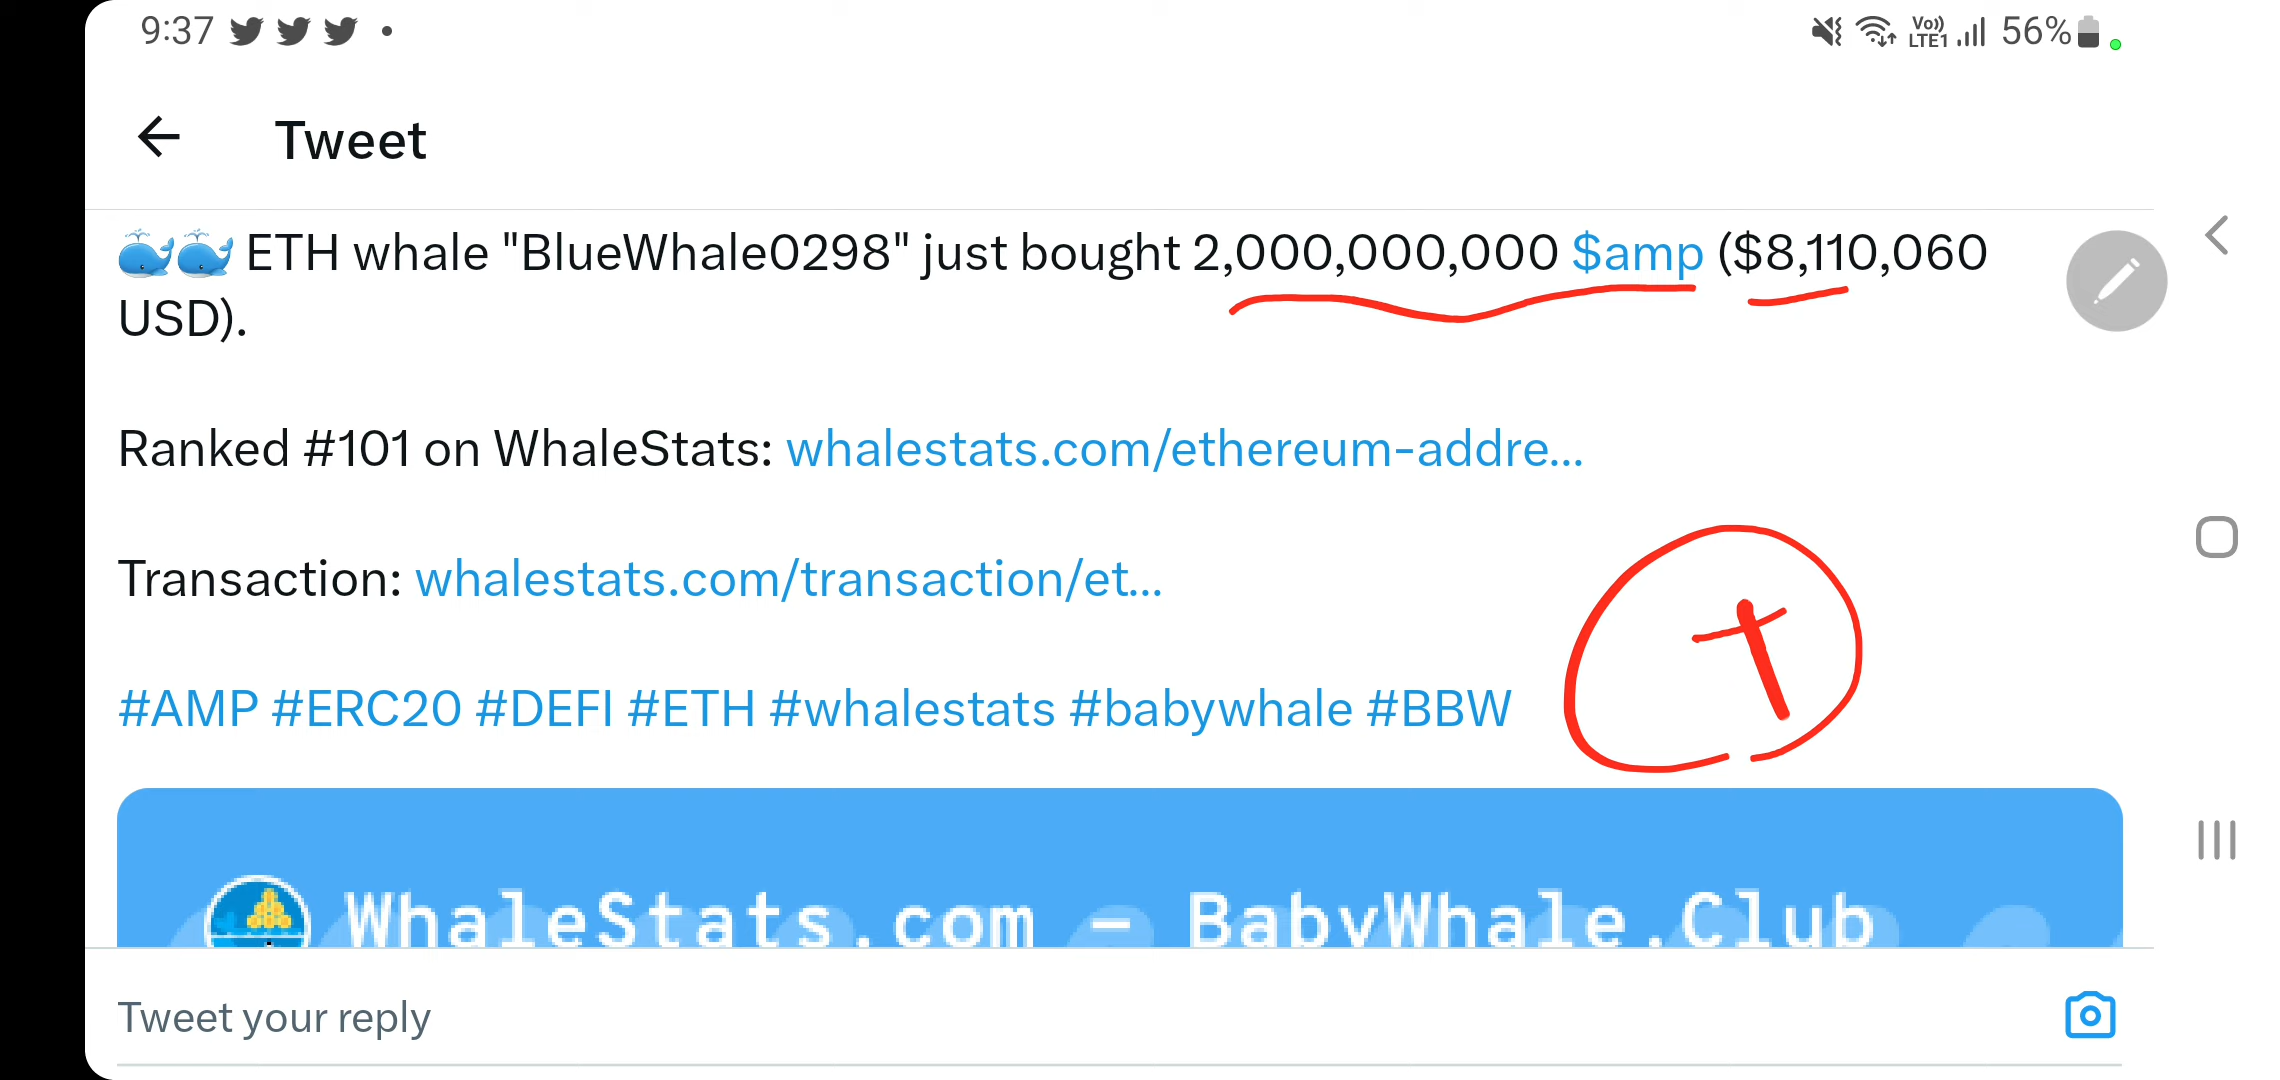 9:37 Vo)) LTE1 56%
Tweet
🐳🐳 ETH whale "BlueWhale0298" just bought 2,000,000,000 $amp ($8,110,060
USD).
Ranked #101 on WhaleStats: whalestats.com/ethereum-addre...
Transaction: whalestats.com/transaction/et...
#AMP #ERC20 #DEFI #ETH #whalestats #babywhale #BBW
WhaleStats.com - BabyWhale.Club
Tweet your reply